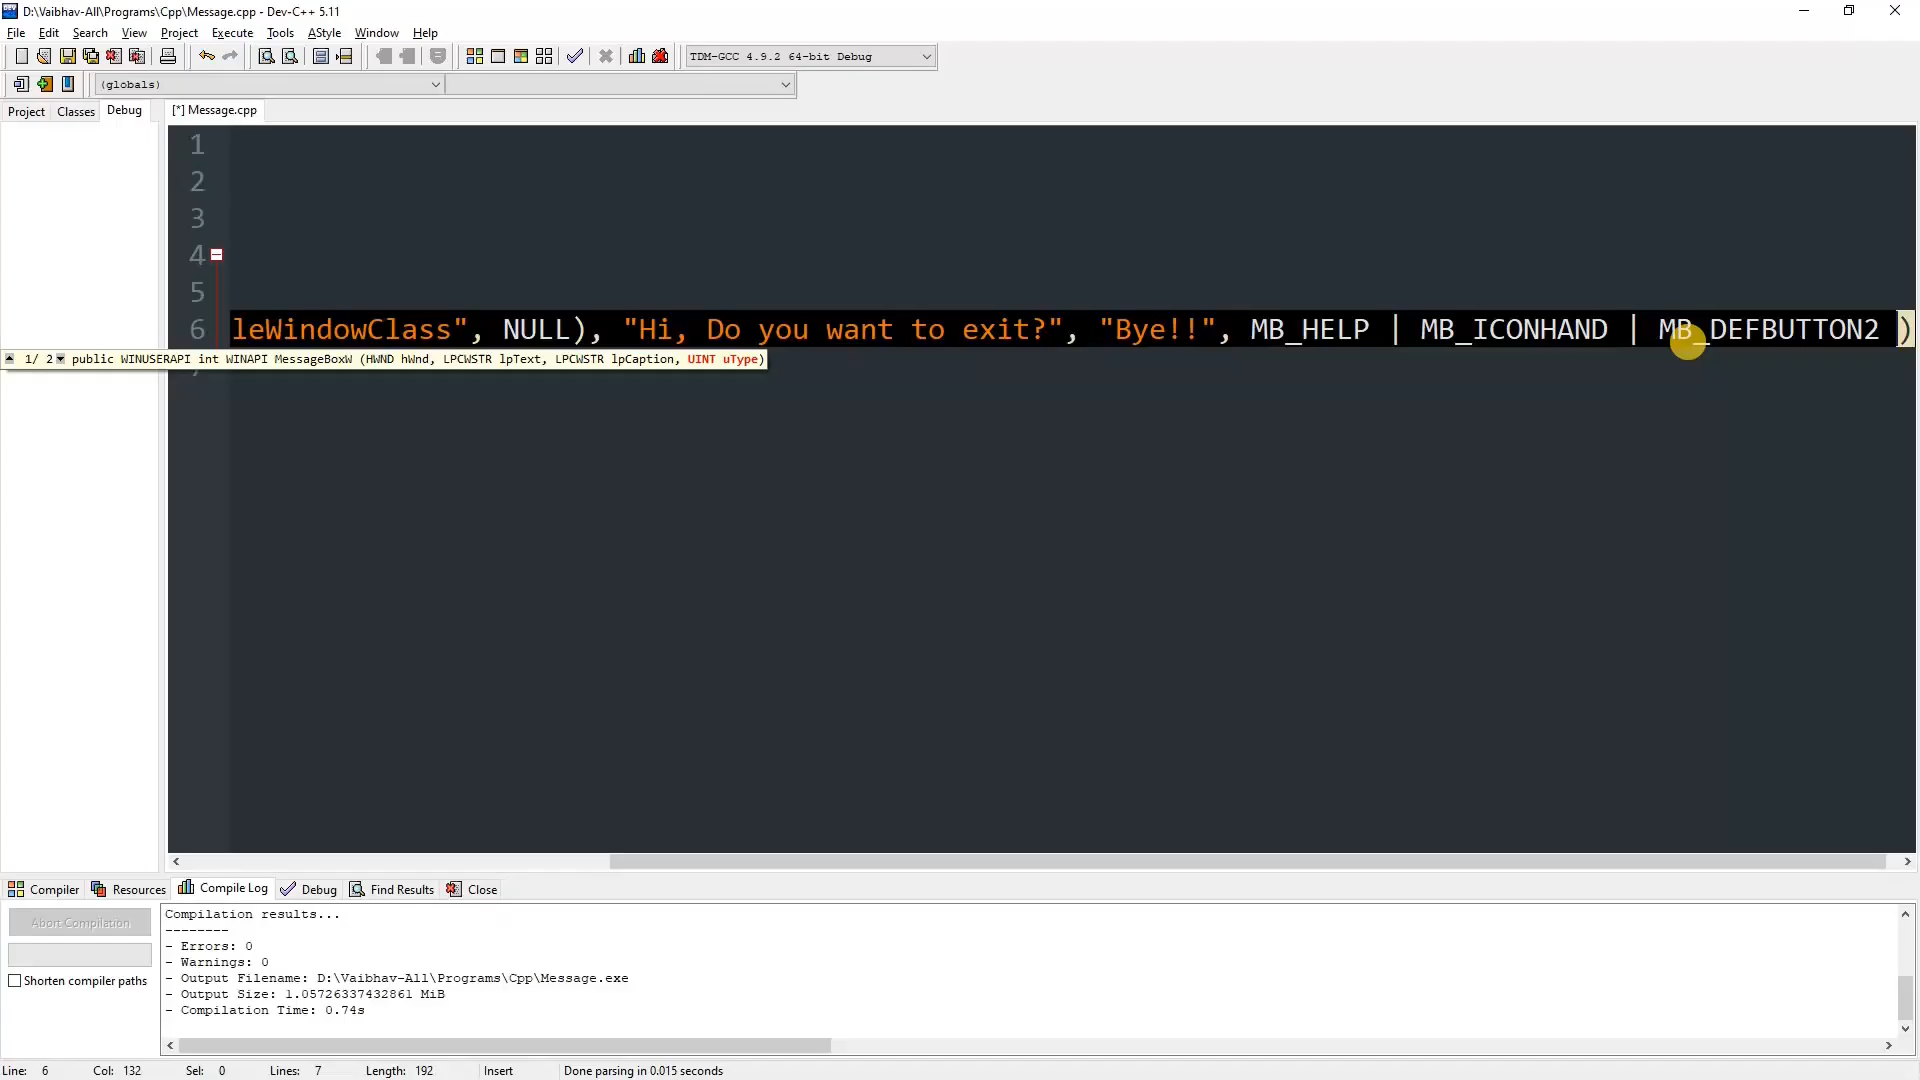 D:\Vaibhav-All\Programs\Cpp\Message.cpp - Dev-C++ 5.11
File Edit Search View Project Execute Tools AStyle Window Help
TDM-GCC 4.9.2 64-bit Debug
(globals)
Project Classes Debug [*] Message.cpp
1
2
3
4
5
6 leWindowClass", NULL), "Hi, Do you want to exit?", "Bye!!", MB_HELP | MB_ICONHAND | MB_DEFBUTTON2 )
1/ 2 public WINUSERAPI int WINAPI MessageBoxW (HWND hWnd, LPCWSTR lpText, LPCWSTR lpCaption, UINT uType)
Compiler Resources Compile Log Debug Find Results Close
Abort Compilation
Shorten compiler paths
Compilation results...
--------
- Errors: 0
- Warnings: 0
- Output Filename: D:\Vaibhav-All\Programs\Cpp\Message.exe
- Output Size: 1.05726337432861 MiB
- Compilation Time: 0.74s
Line: 6 Col: 132 Sel: 0 Lines: 7 Length: 192 Insert Done parsing in 0.015 seconds